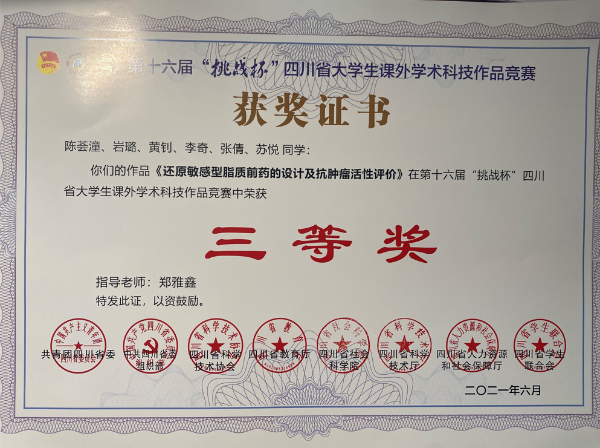 第十六届“挑战杯”四川省大学生课外学术科技作品竞赛
获奖证书
陈荟潼、岩璐、黄钊、李奇、张倩、苏悦 同学:
你们的作品《还原敏感型脂质前药的设计及抗肿瘤活性评价》在第十六届“挑战杯”四川
省大学生课外学术科技作品竞赛中荣获
三等奖
指导老师:郑雅鑫
特发此证,以资鼓励。
共青团四川省委 中共四川省委 四川省科学 四川省教育厅 四川省社会 四川省科学 四川省人力资源 四川省学生
组织部 技术协会 科学院 技术厅 和社会保障厅 联合会
二〇二一年六月